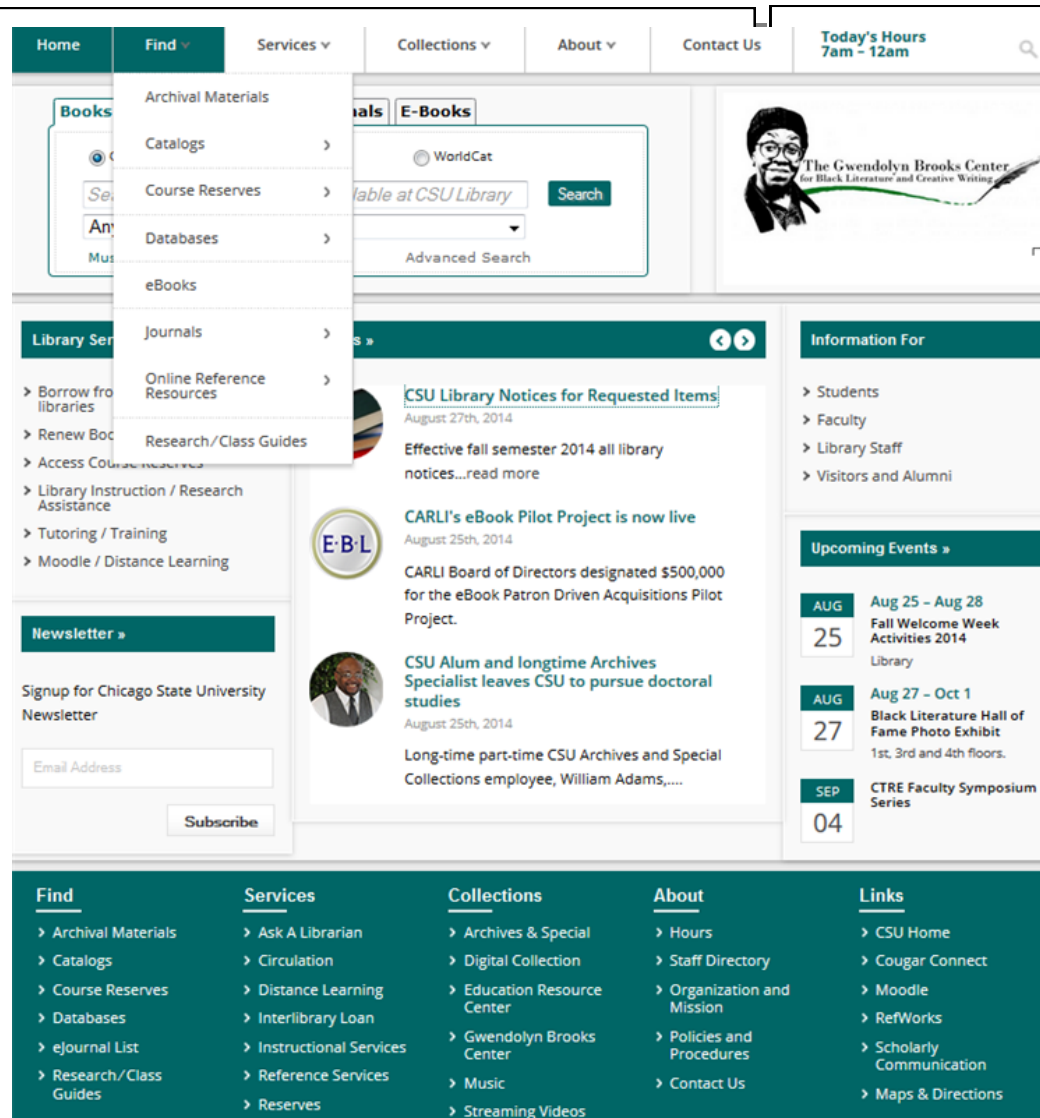 Home
Find
Services
Collections
About
Contact Us
Today's Hours
7am – 12am
Archival Materials
Catalogs
Course Reserves
Databases
eBooks
Journals
Online Reference
Resources
Research/Class Guides
Books
E-Books
WorldCat
at CSU Library
Search
Advanced Search
The Gwendolyn Brooks Center
for Black Literature and Creative Writing
Library
Borrow
libraries
Renew
Access Course Reserves
Library Instruction / Research
Assistance
Tutoring / Training
Moodle / Distance Learning
Newsletter »
Signup for Chicago State University
Newsletter
Email Address
Subscribe
CSU Library Notices for Requested Items
August 27th, 2014
Effective fall semester 2014 all library
notices...read more
E·B·L
CARLI's eBook Pilot Project is now live
August 25th, 2014
CARLI Board of Directors designated $500,000
for the eBook Patron Driven Acquisitions Pilot
Project.
CSU Alum and longtime Archives
Specialist leaves CSU to pursue doctoral
studies
August 25th, 2014
Long-time part-time CSU Archives and Special
Collections employee, William Adams,....
Information For
Students
Faculty
Library Staff
Visitors and Alumni
Upcoming Events »
AUG
25
Aug 25 – Aug 28
Fall Welcome Week
Activities 2014
Library
AUG
27
Aug 27 – Oct 1
Black Literature Hall of
Fame Photo Exhibit
1st, 3rd and 4th floors.
SEP
04
CTRE Faculty Symposium
Series
Find
Archival Materials
Catalogs
Course Reserves
Databases
eJournal List
Research/Class
Guides
Services
Ask A Librarian
Circulation
Distance Learning
Interlibrary Loan
Instructional Services
Reference Services
Reserves
Collections
Archives & Special
Digital Collection
Education Resource
Center
Gwendolyn Brooks
Center
Music
Streaming Videos
About
Hours
Staff Directory
Organization and
Mission
Policies and
Procedures
Contact Us
Links
CSU Home
Cougar Connect
Moodle
RefWorks
Scholarly
Communication
Maps & Directions